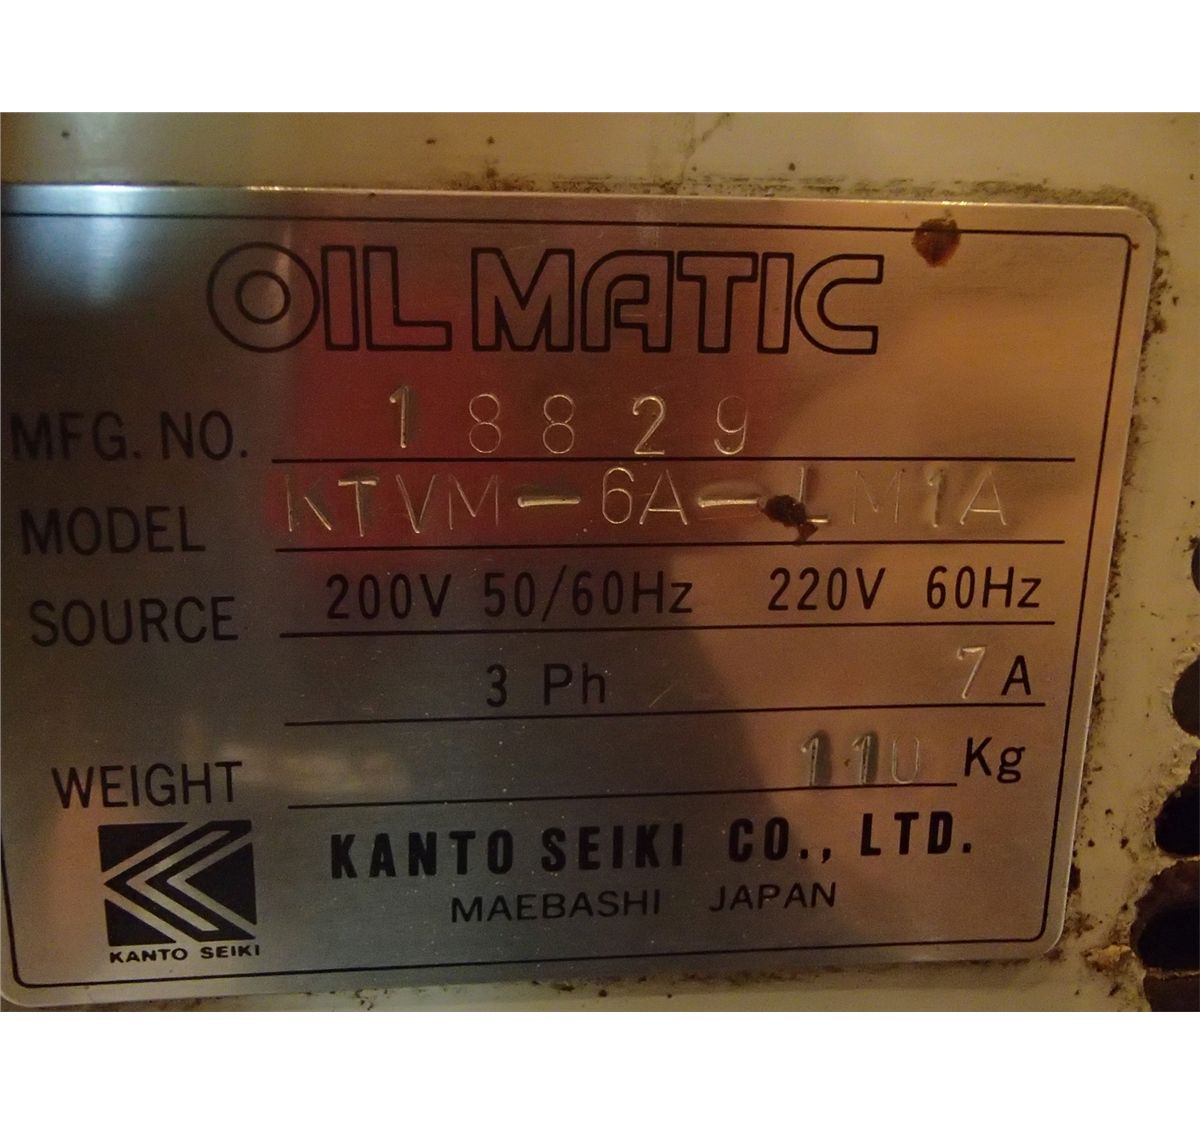 OIL MATIC
MFG. NO. 18829
MODEL KTVM-6A-LM1A
SOURCE 200V 50/60Hz 220V 60Hz
3 Ph 7 A
WEIGHT 110 Kg
KANTO SEIKI CO., LTD.
MAEBASHI JAPAN
KANTO SEIKI